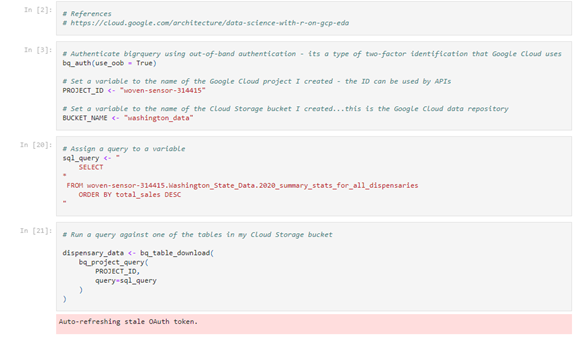 In [2]:
# References
# https://cloud.google.com/architecture/data-science-with-r-on-gcp-eda
In [3]:
# Authenticate bigrquery using out-of-band authentication - its a type of two-factor identification that Google Cloud uses
bq_auth(use_oob = True)
# Set a variable to the name of the Google Cloud project I created - the ID can be used by APIs
PROJECT_ID <- "woven-sensor-314415"
# Set a variable to the name of the Cloud Storage bucket I created...this is the Google Cloud data repository
BUCKET_NAME <- "washington_data"
In [20]:
# Assign a query to a variable
sql_query <- "
SELECT
*
FROM woven-sensor-314415.Washington_State_Data.2020_summary_stats_for_all_dispensaries
ORDER BY total_sales DESC
"
In [21]:
# Run a query against one of the tables in my Cloud Storage bucket
dispensary_data <- bq_table_download(
bq_project_query(
PROJECT_ID,
query=sql_query
)
)
Auto-refreshing stale OAuth token.